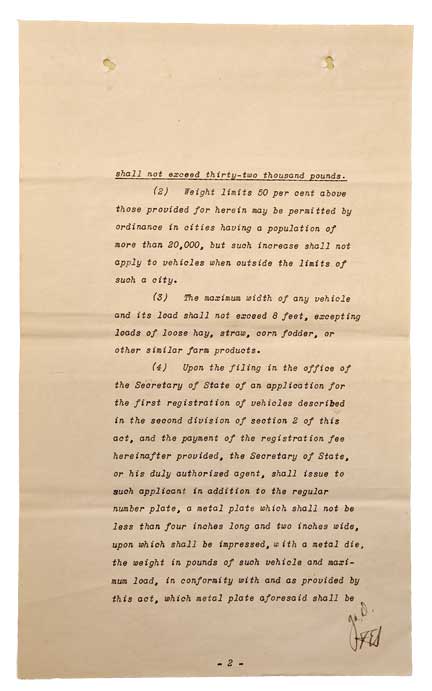 shall not exceed thirty-two thousand pounds.
(2) Weight limits 50 per cent above
those provided for herein may be permitted by
ordinance in cities having a population of
more than 20,000, but such increase shall not
apply to vehicles when outside the limits of
such a city.
(3) The maximum width of any vehicle
and its load shall not exceed 8 feet, excepting
loads of loose hay, straw, corn fodder, or
other similar farm products.
(4) Upon the filing in the office of
the Secretary of State of an application for
the first registration of vehicles described
in the second division of section 2 of this
act, and the payment of the registration fee
hereinafter provided, the Secretary of State,
or his duly authorized agent, shall issue to
such applicant in addition to the regular
number plate, a metal plate which shall not be
less than four inches long and two inches wide,
upon which shall be impressed, with a metal die,
the weight in pounds of such vehicle and maxi-
mum load, in conformity with and as provided by
this act, which metal plate aforesaid shall be
- 2 -